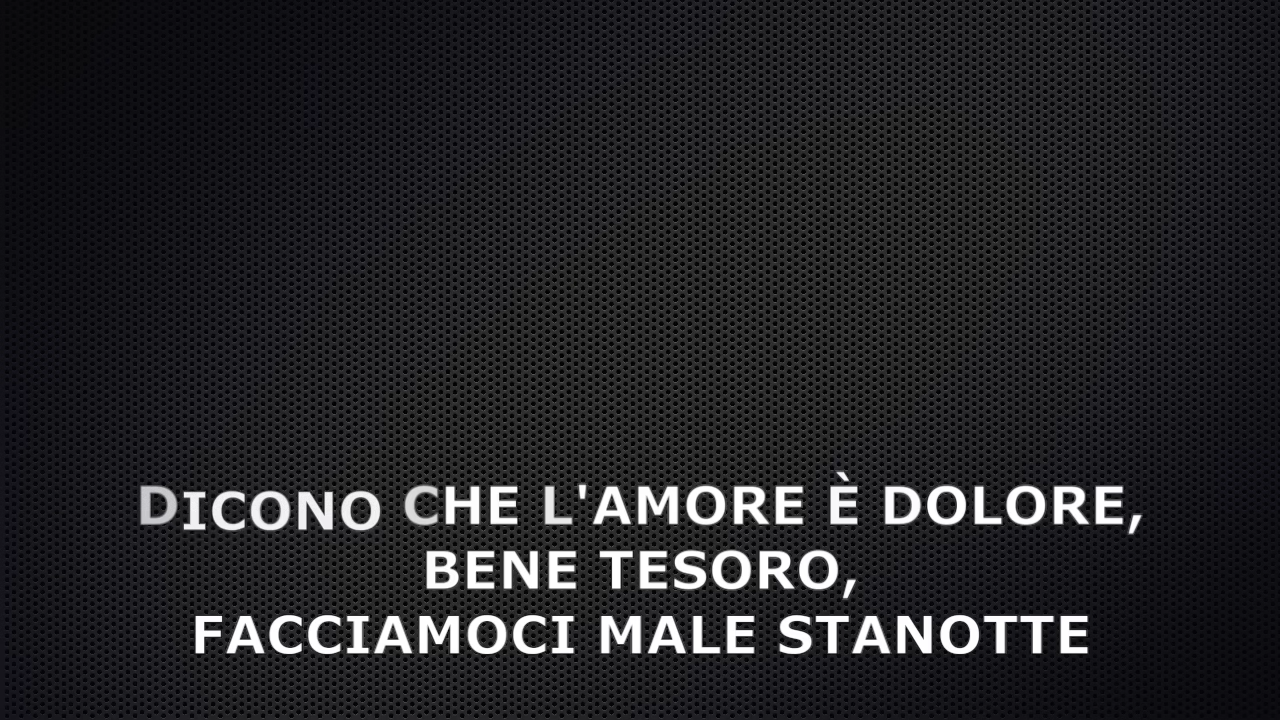 DICONO CHE L'AMORE È DOLORE,
BENE TESORO,
FACCIAMOCI MALE STANOTTE